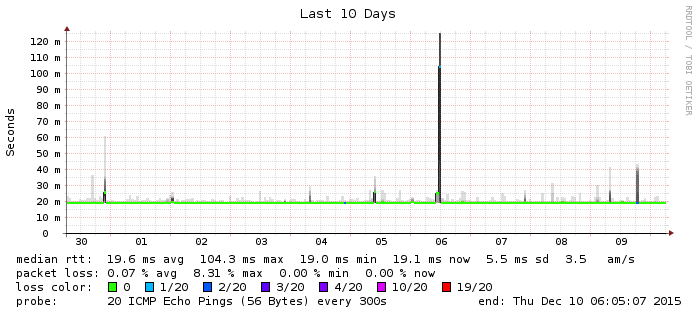 Last 10 Days
RRDTOOL / TOBI OETIKER
Seconds
120 m
110 m
100 m
90 m
80 m
70 m
60 m
50 m
40 m
30 m
20 m
10 m
0
30 01 02 03 04 05 06 07 08 09
median rtt: 19.6 ms avg 104.3 ms max 19.0 ms min 19.1 ms now 5.5 ms sd 3.5 am/s
packet loss: 0.07 % avg 8.31 % max 0.00 % min 0.00 % now
loss color: 0 1/20 2/20 3/20 4/20 10/20 19/20
probe: 20 ICMP Echo Pings (56 Bytes) every 300s end: Thu Dec 10 06:05:07 2015